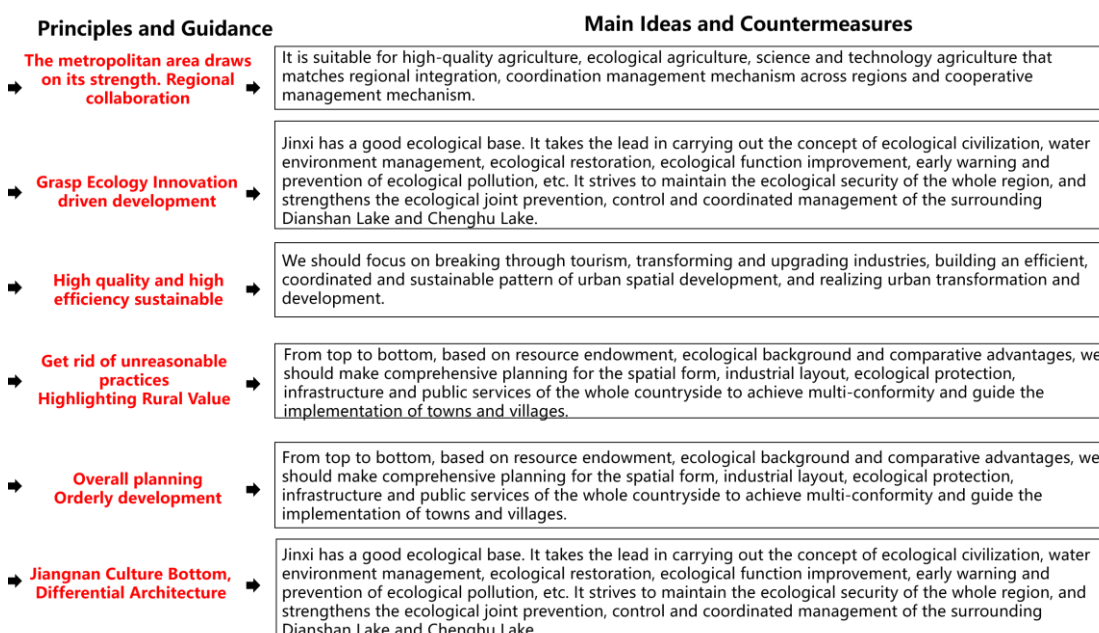 Principles and Guidance
Main Ideas and Countermeasures
The metropolitan area draws
on its strength. Regional
collaboration
It is suitable for high-quality agriculture, ecological agriculture, science and technology agriculture that
matches regional integration, coordination management mechanism across regions and cooperative
management mechanism.
Grasp Ecology Innovation
driven development
Jinxi has a good ecological base. It takes the lead in carrying out the concept of ecological civilization, water
environment management, ecological restoration, ecological function improvement, early warning and
prevention of ecological pollution, etc. It strives to maintain the ecological security of the whole region, and
strengthens the ecological joint prevention, control and coordinated management of the surrounding
Dianshan Lake and Chenghu Lake.
High quality and high
efficiency sustainable
We should focus on breaking through tourism, transforming and upgrading industries, building an efficient,
coordinated and sustainable pattern of urban spatial development, and realizing urban transformation and
development.
Get rid of unreasonable
practices
Highlighting Rural Value
From top to bottom, based on resource endowment, ecological background and comparative advantages, we
should make comprehensive planning for the spatial form, industrial layout, ecological protection,
infrastructure and public services of the whole countryside to achieve multi-conformity and guide the
implementation of towns and villages.
Overall planning
Orderly development
From top to bottom, based on resource endowment, ecological background and comparative advantages, we
should make comprehensive planning for the spatial form, industrial layout, ecological protection,
infrastructure and public services of the whole countryside to achieve multi-conformity and guide the
implementation of towns and villages.
Jiangnan Culture Bottom,
Differential Architecture
Jinxi has a good ecological base. It takes the lead in carrying out the concept of ecological civilization, water
environment management, ecological restoration, ecological function improvement, early warning and
prevention of ecological pollution, etc. It strives to maintain the ecological security of the whole region, and
strengthens the ecological joint prevention, control and coordinated management of the surrounding
Dianshan Lake and Chenghu Lake.